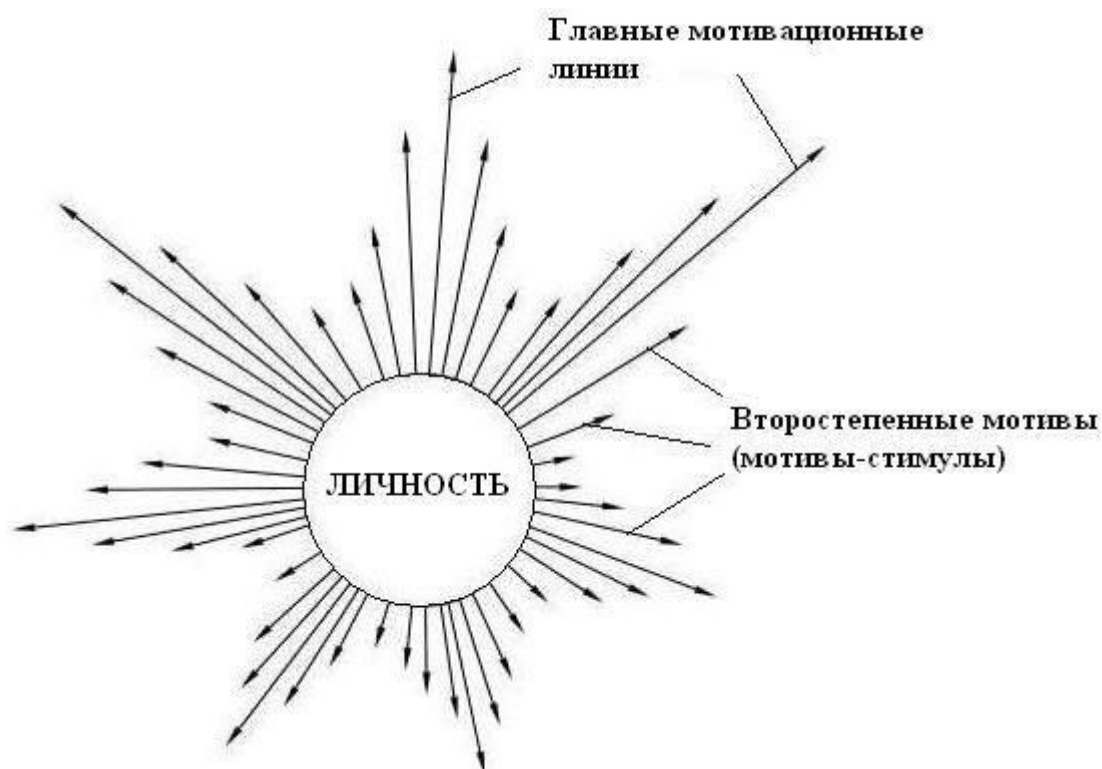 Главные мотивационные
линии
Второстепенные мотивы
(мотивы-стимулы)
ЛИЧНОСТЬ